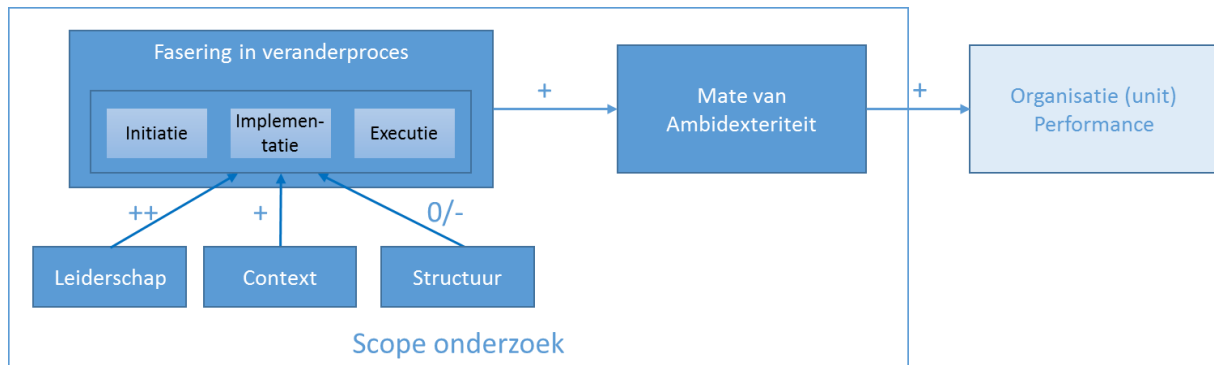 Fasering in veranderproces
Initiatie
Implemen-
tatie
Executie
+
Mate van
Ambidexteriteit
+
Organisatie (unit)
Performance
++
+
0/-
Leiderschap
Context
Structuur
Scope onderzoek